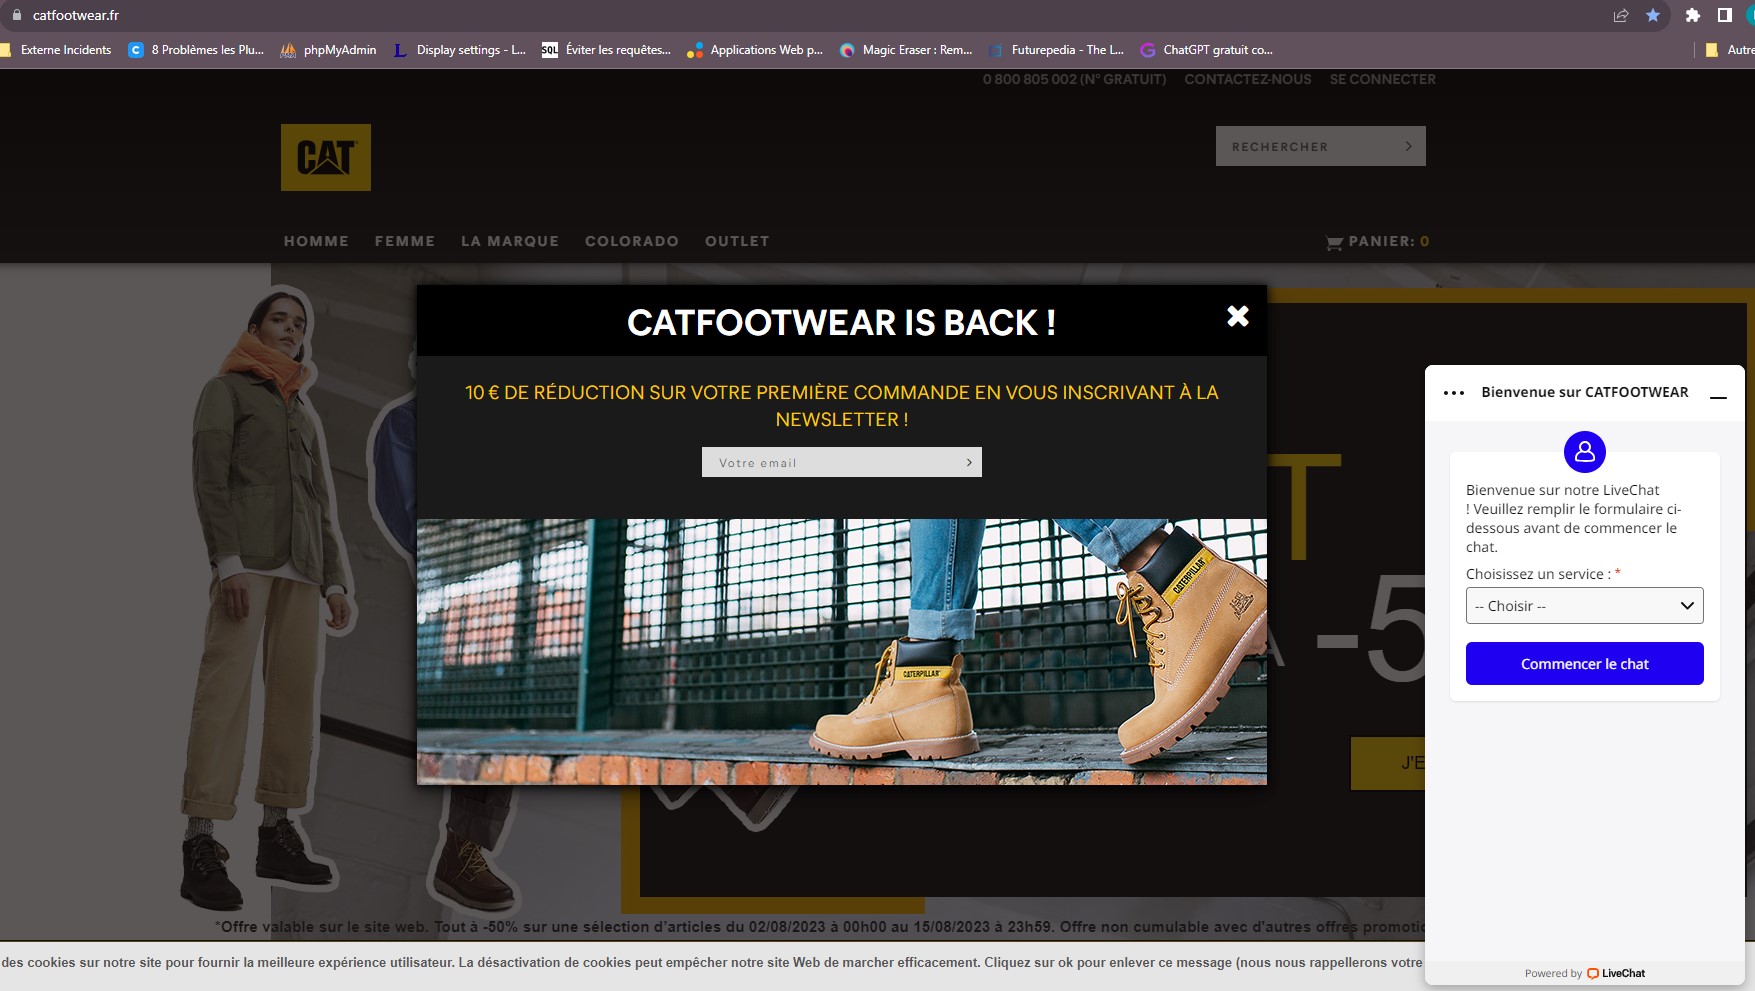 catfootwear.fr
Externe Incidents
8 Problèmes les Plu...
phpMyAdmin
Display settings - L...
SQL
Éviter les requêtes...
Applications Web p...
Magic Eraser : Rem...
Futurepedia - The L...
ChatGPT gratuit co...
Autre
0 800 805 002 (N° GRATUIT)
CONTACTEZ-NOUS
SE CONNECTER
CAT
RECHERCHER
HOMME
FEMME
LA MARQUE
COLORADO
OUTLET
PANIER: 0
CATFOOTWEAR IS BACK !
10 € DE RÉDUCTION SUR VOTRE PREMIÈRE COMMANDE EN VOUS INSCRIVANT À LA
NEWSLETTER !
Votre email
CATERPILLAR
CATERPILLAR
T
A -5
J'E
Bienvenue sur CATFOOTWEAR
Bienvenue sur notre LiveChat
! Veuillez remplir le formulaire ci-
dessous avant de commencer le
chat.
Choisissez un service : *
-- Choisir --
Commencer le chat
Powered by LiveChat
*Offre valable sur le site web. Tout à -50% sur une sélection d'articles du 02/08/2023 à 00h00 au 15/08/2023 à 23h59. Offre non cumulable avec d'autres offres promotio
des cookies sur notre site pour fournir la meilleure expérience utilisateur. La désactivation de cookies peut empêcher notre site Web de marcher efficacement. Cliquez sur ok pour enlever ce message (nous nous rappellerons votre